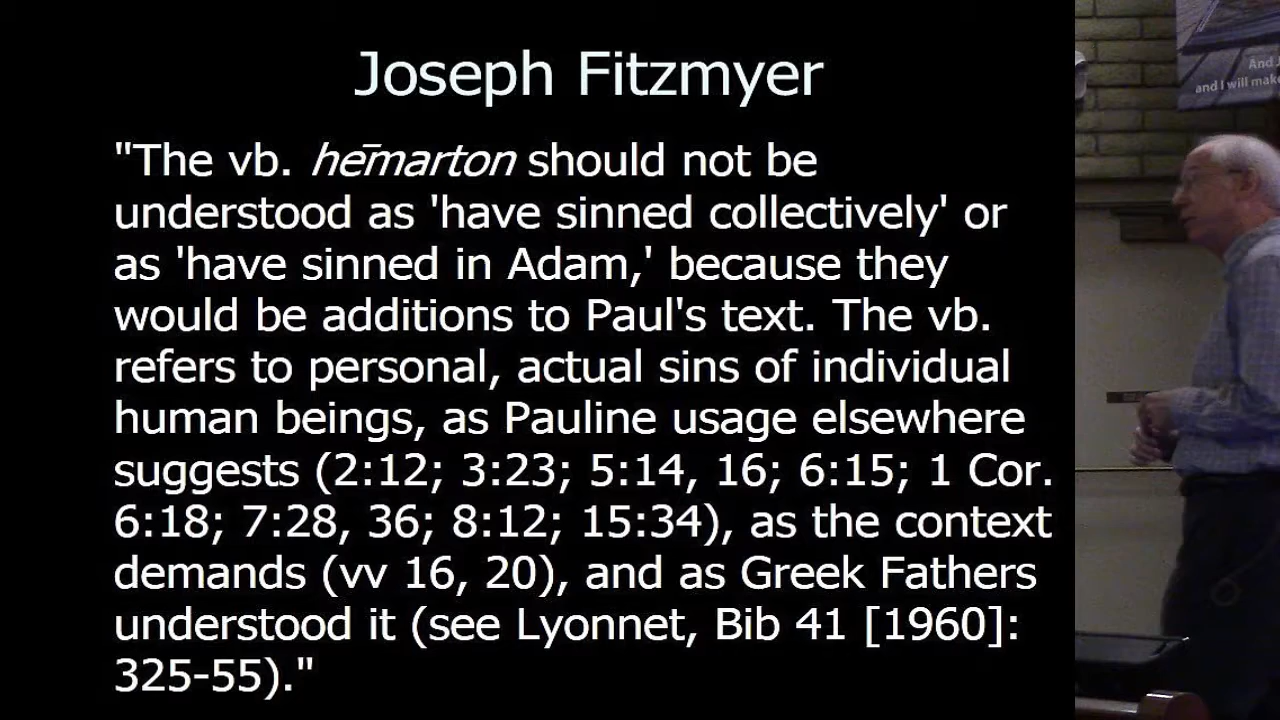 Joseph Fitzmyer
"The vb. hēmarton should not be
understood as 'have sinned collectively' or
as 'have sinned in Adam,' because they
would be additions to Paul's text. The vb.
refers to personal, actual sins of individual
human beings, as Pauline usage elsewhere
suggests (2:12; 3:23; 5:14, 16; 6:15; 1 Cor.
6:18; 7:28, 36; 8:12; 15:34), as the context
demands (vv 16, 20), and as Greek Fathers
understood it (see Lyonnet, Bib 41 [1960]:
325-55)."
And
and I will make